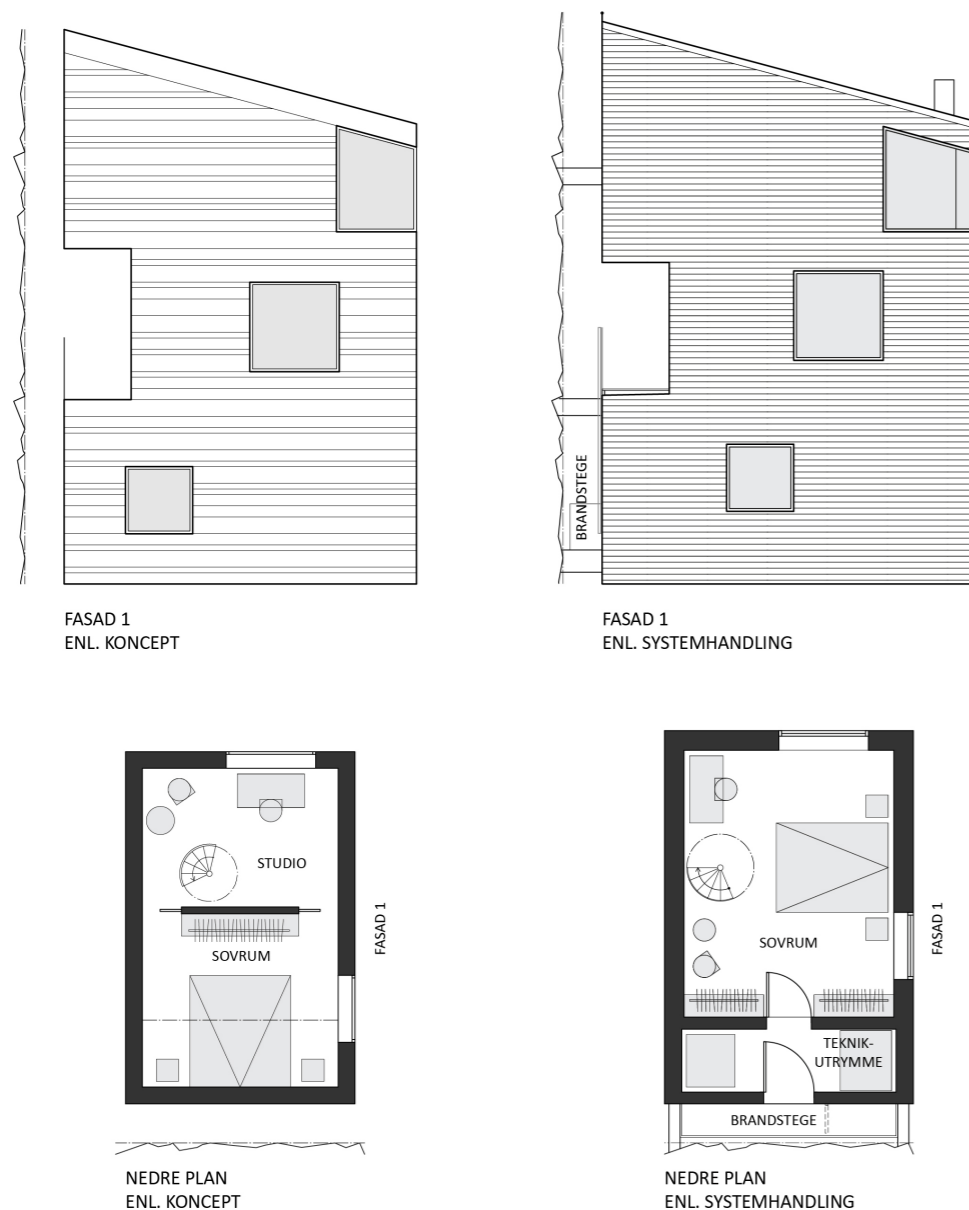 BRANDSTEGE
FASAD 1
ENL. KONCEPT
FASAD 1
ENL. SYSTEMHANDLING
STUDIO
SOVRUM
FASAD 1
SOVRUM
FASAD 1
TEKNIK-
UTRYMME
BRANDSTEGE
NEDRE PLAN
ENL. KONCEPT
NEDRE PLAN
ENL. SYSTEMHANDLING